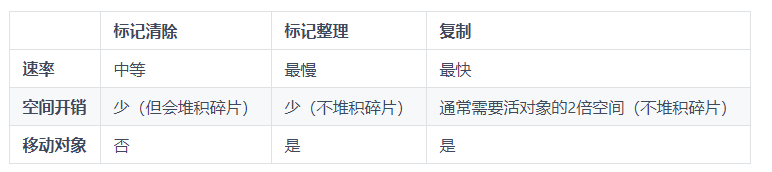 标记清除 标记整理 复制
速率 中等 最慢 最快
空间开销 少（但会堆积碎片） 少（不堆积碎片） 通常需要活对象的2倍空间（不堆积碎片）
移动对象 否 是 是